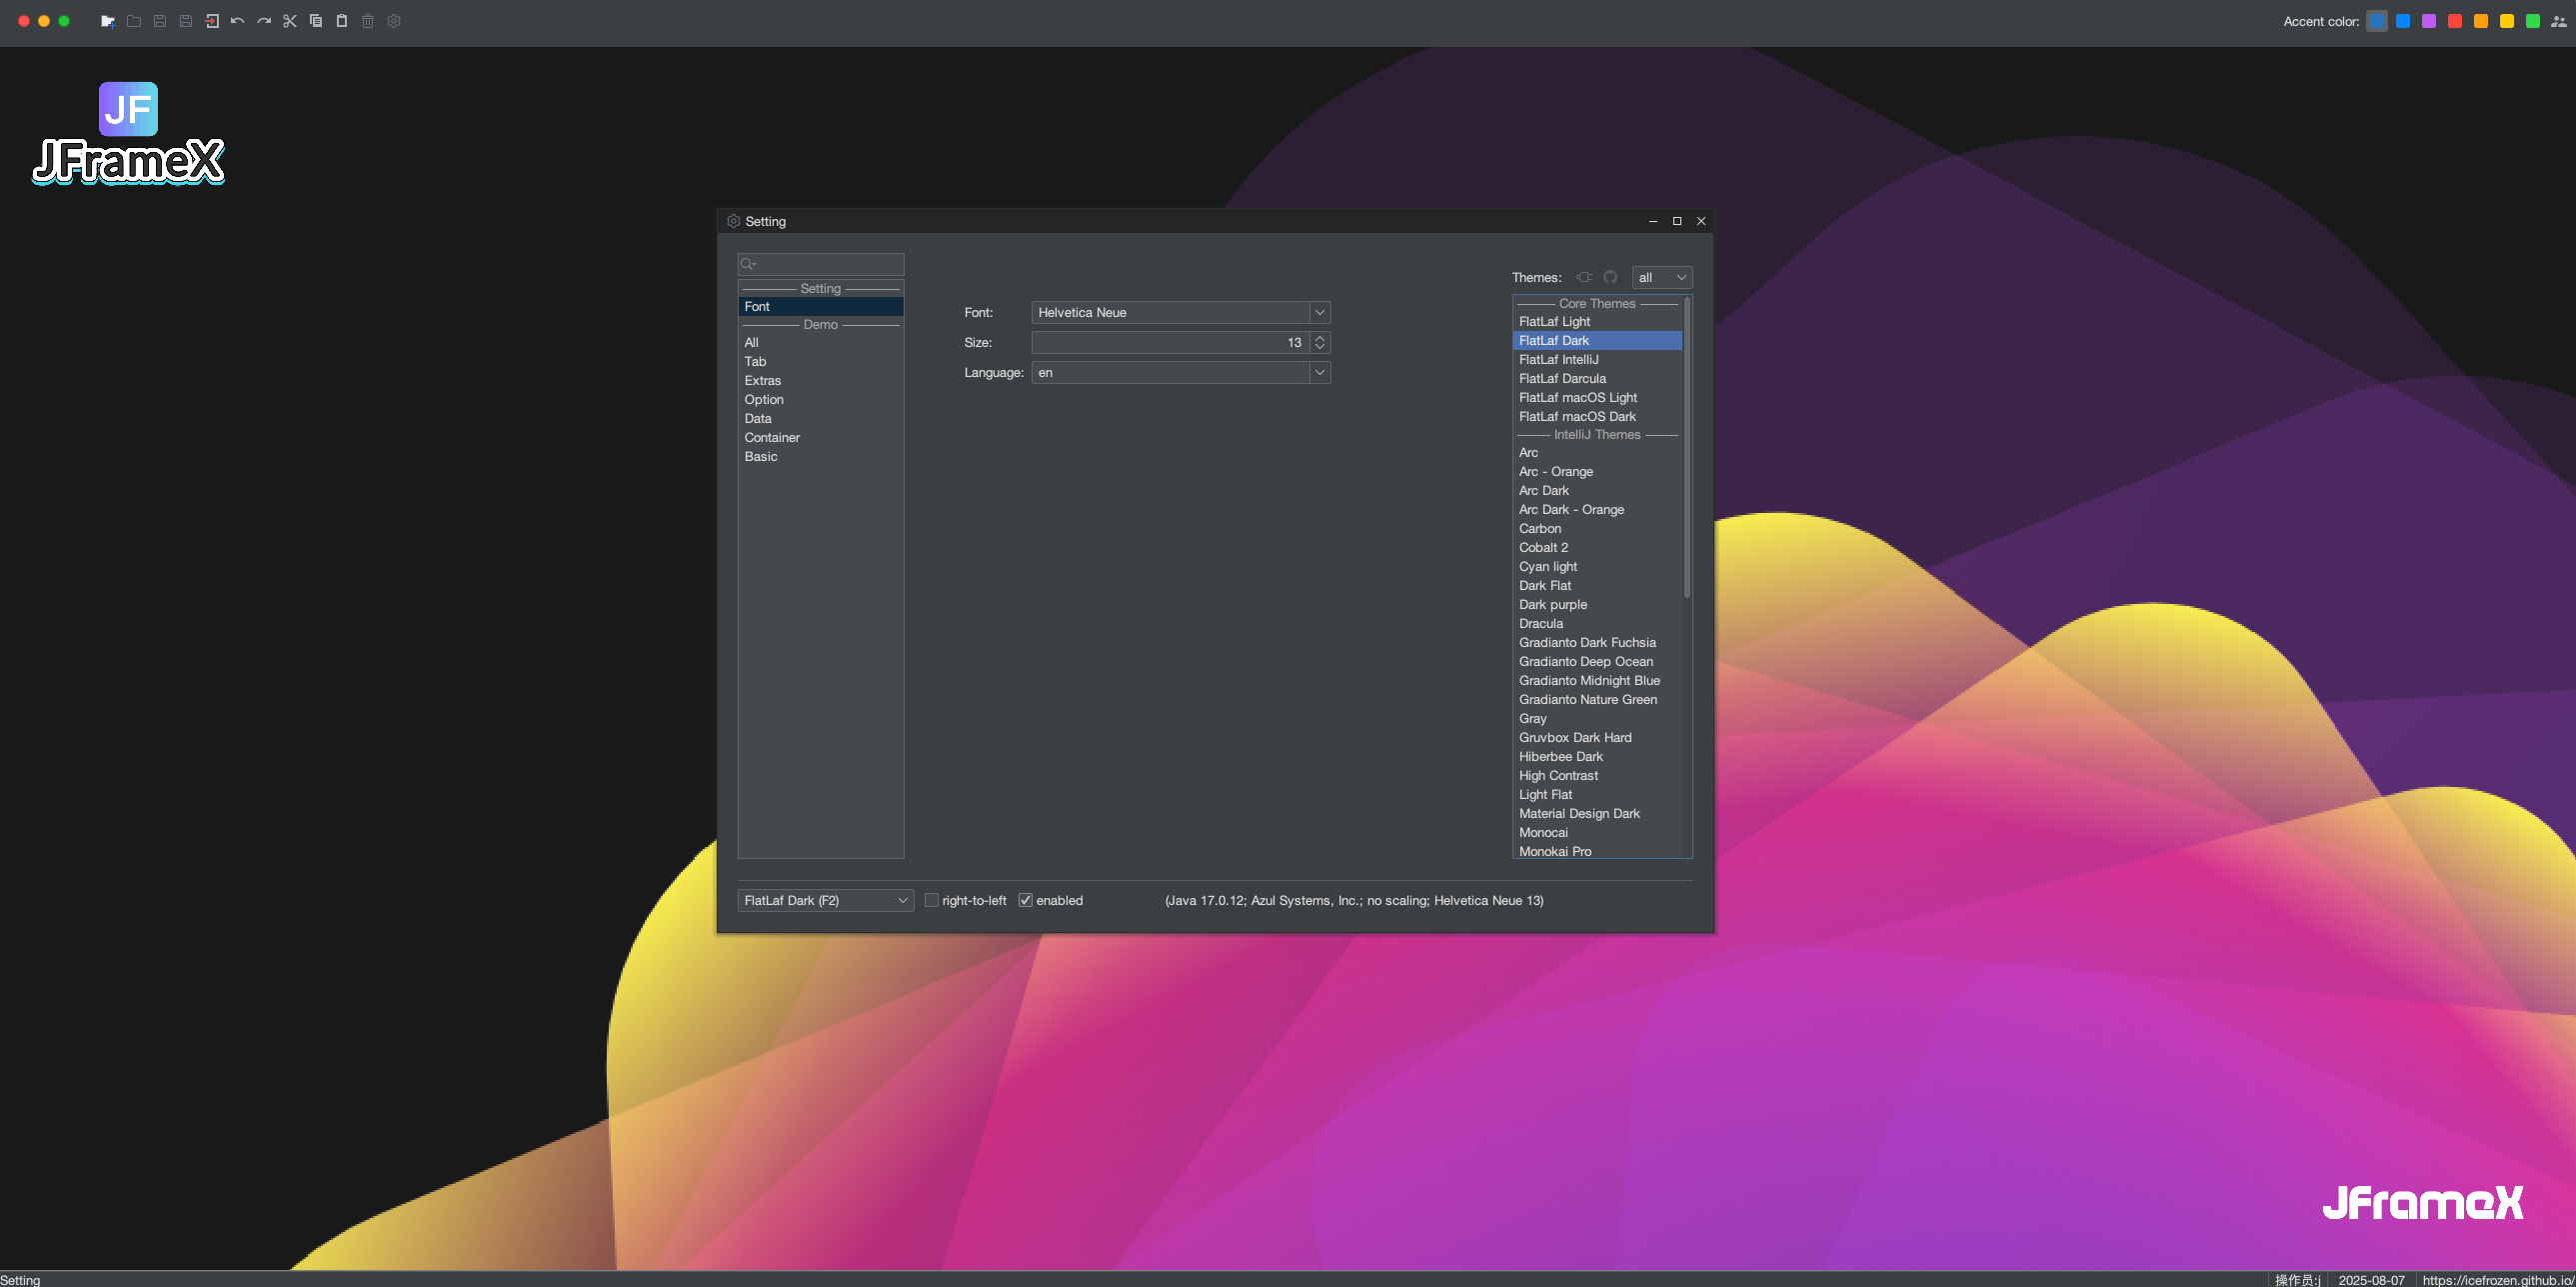 Accent color:
JF
JFrameX
Setting
Setting
Font
Demo
All
Tab
Extras
Option
Data
Container
Basic
Font:
Helvetica Neue
Size:
13
Language:
en
Themes:
all
Core Themes
FlatLaf Light
FlatLaf Dark
FlatLaf IntelliJ
FlatLaf Darcula
FlatLaf macOS Light
FlatLaf macOS Dark
IntelliJ Themes
Arc
Arc - Orange
Arc Dark
Arc Dark - Orange
Carbon
Cobalt 2
Cyan light
Dark Flat
Dark purple
Dracula
Gradianto Dark Fuchsia
Gradianto Deep Ocean
Gradianto Midnight Blue
Gradianto Nature Green
Gray
Gruvbox Dark Hard
Hiberbee Dark
High Contrast
Light Flat
Material Design Dark
Monocai
Monokai Pro
FlatLaf Dark (F2)
right-to-left
enabled
(Java 17.0.12; Azul Systems, Inc.; no scaling; Helvetica Neue 13)
JFrameX
Setting
操作员:j
2025-08-07
https://icefrozen.github.io/